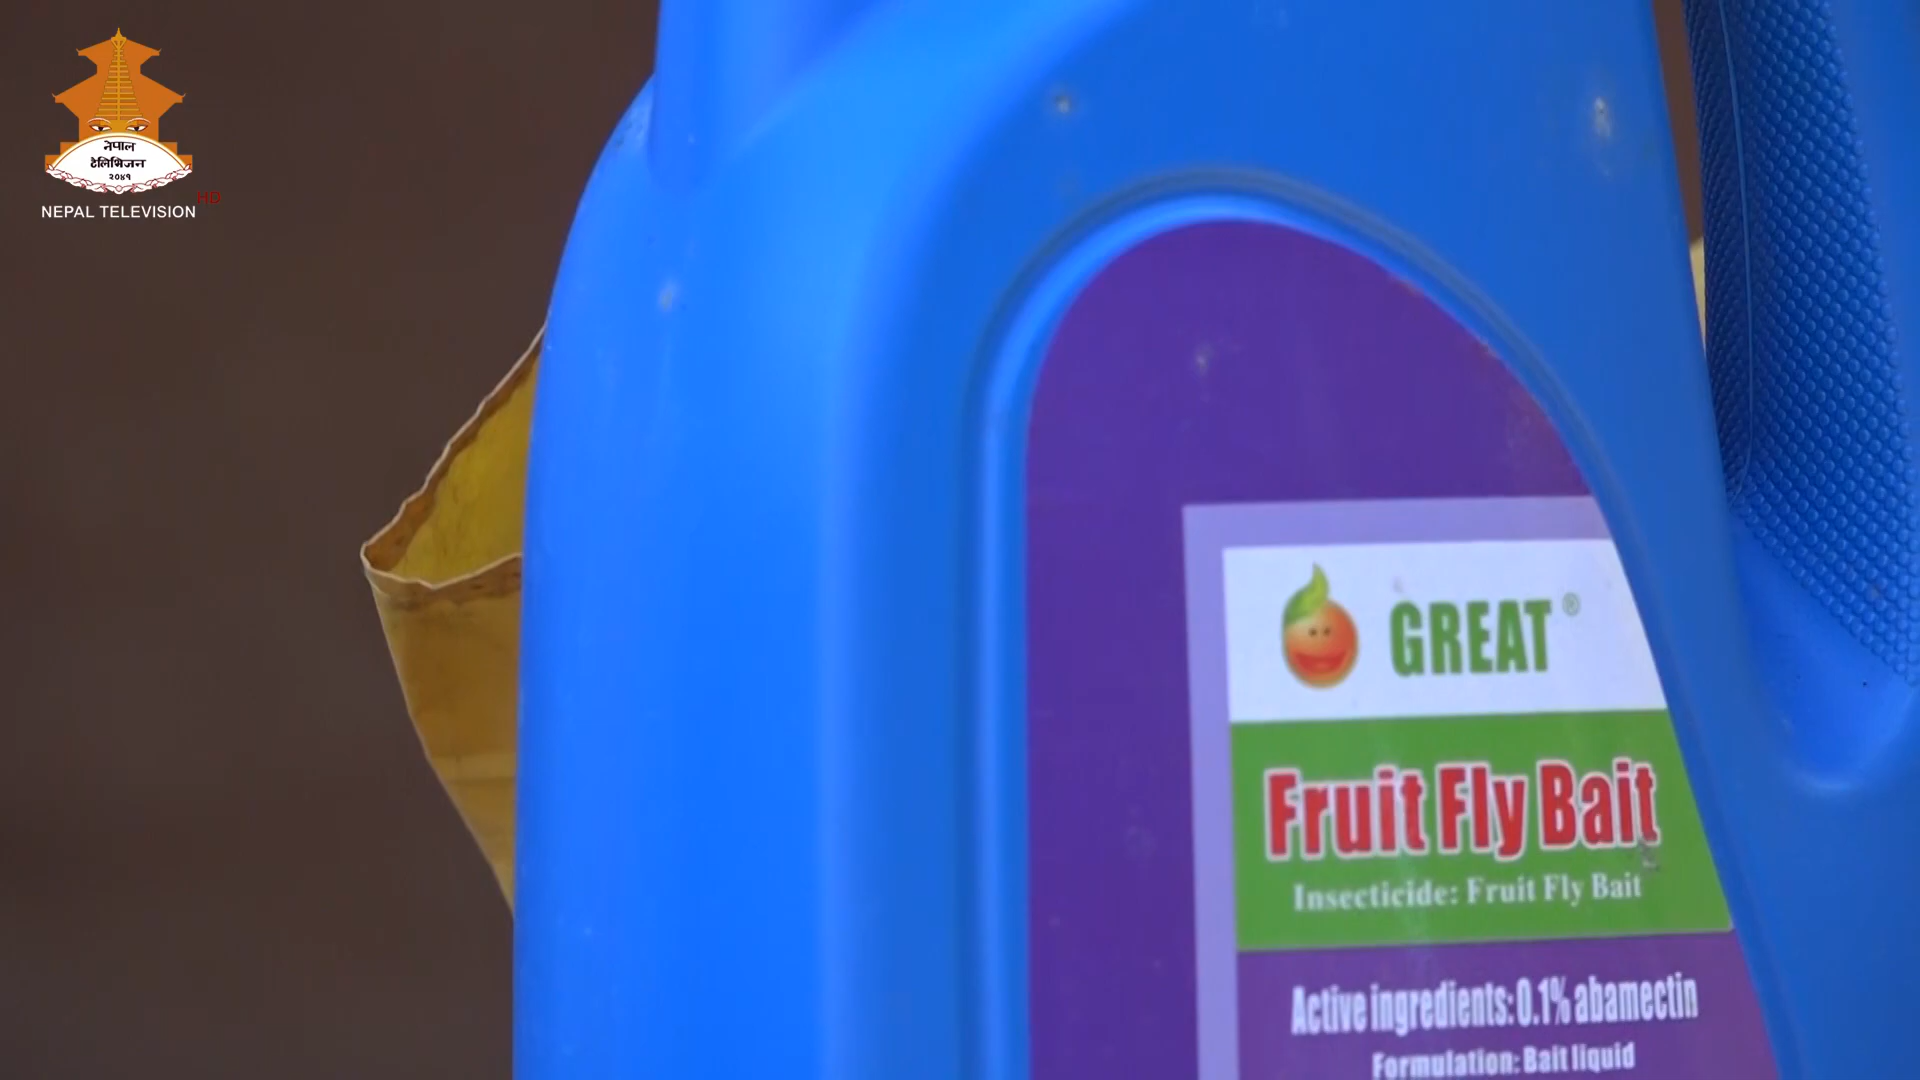 नेपाल
टेलिभिजन
२०४१
HD
NEPAL TELEVISION
GREAT®
Fruit Fly Bait
Insecticide: Fruit Fly Bait
Active ingredients: 0.1% abamectin
Formulation: Bait liquid